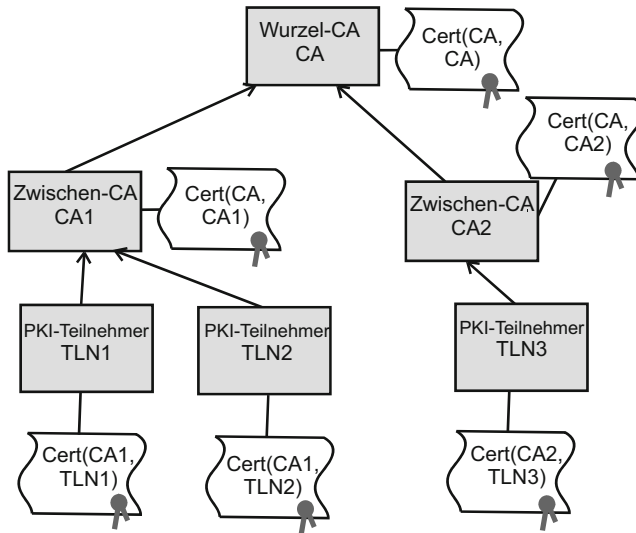 Wurzel-CA
CA
Cert(CA,
CA)
Cert(CA,
CA2)
Zwischen-CA
CA1
Cert(CA,
CA1)
Zwischen-CA
CA2
PKI-Teilnehmer
TLN1
PKI-Teilnehmer
TLN2
PKI-Teilnehmer
TLN3
Cert(CA1,
TLN1)
Cert(CA1,
TLN2)
Cert(CA2,
TLN3)